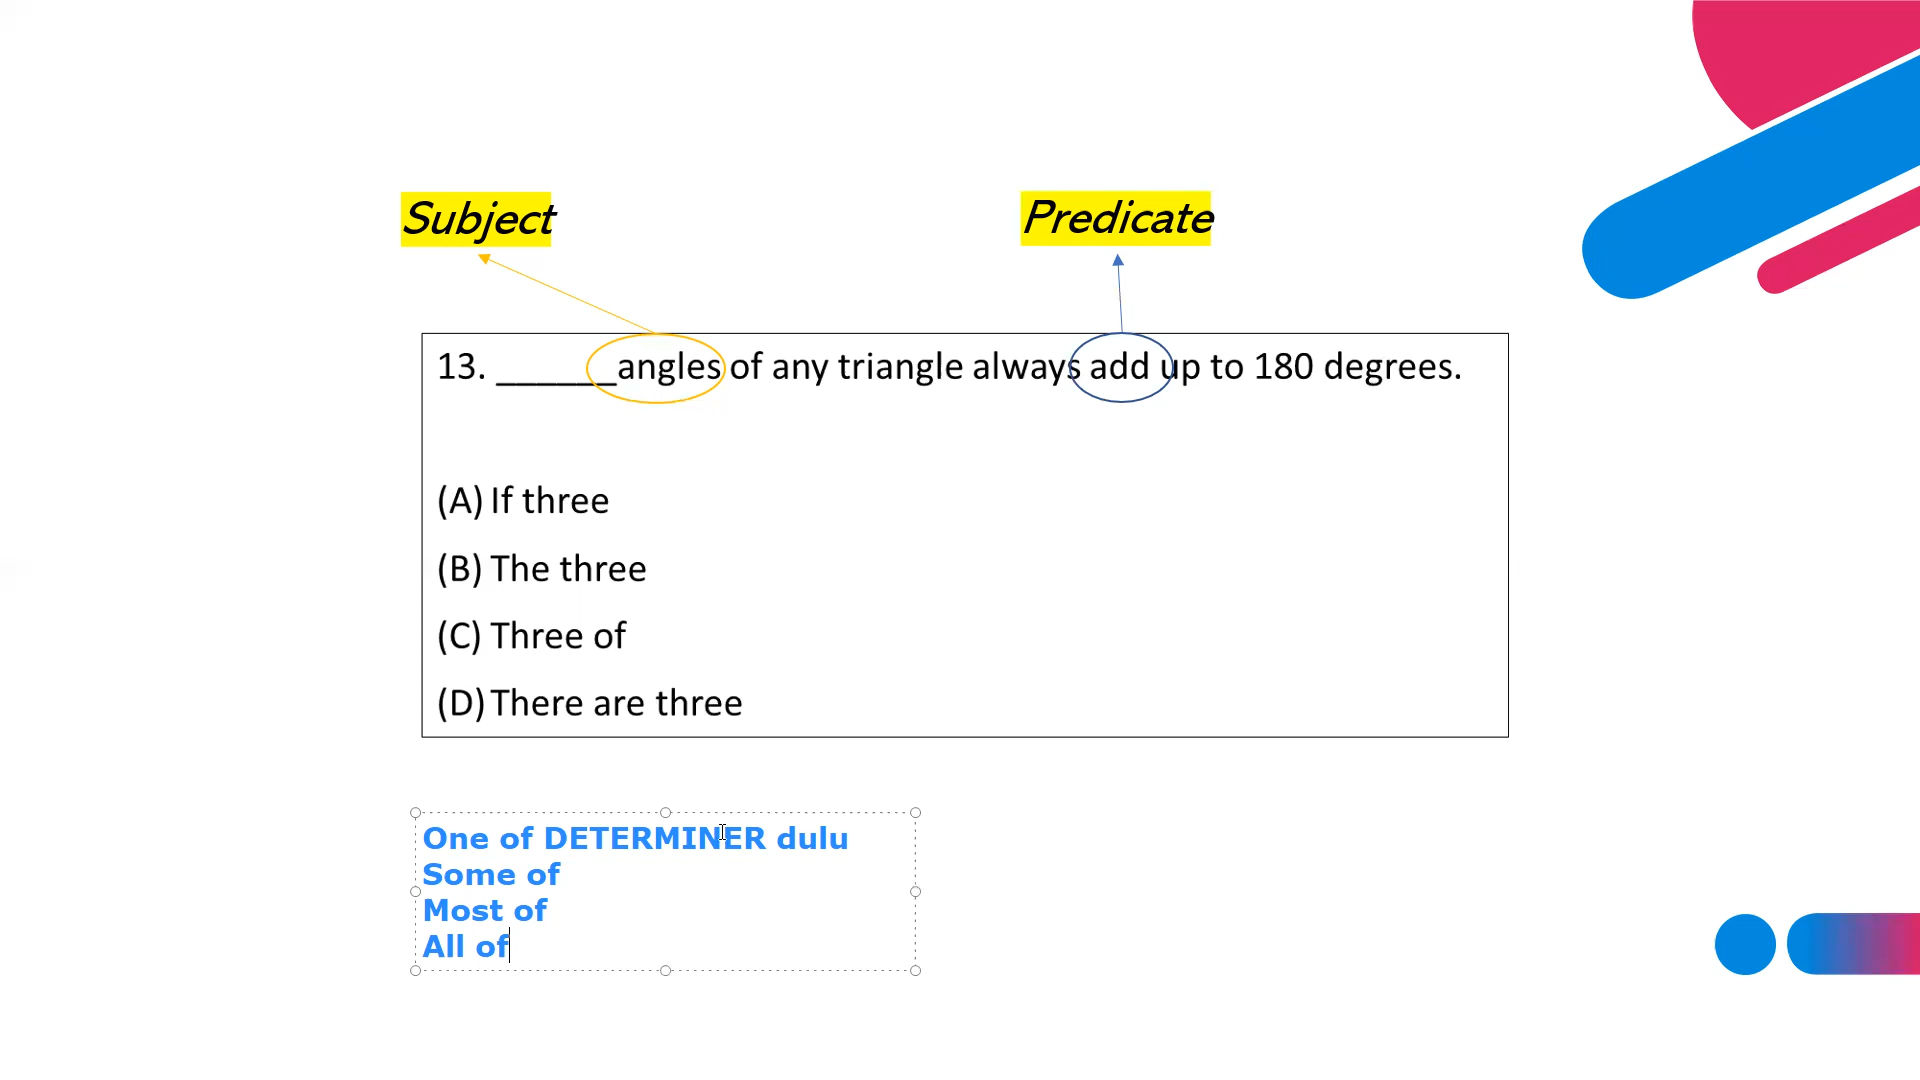 Subject
Predicate
13. ______angles of any triangle always add up to 180 degrees.
(A) If three
(B) The three
(C) Three of
(D) There are three
One of DETERMINER dulu
Some of
Most of
All of